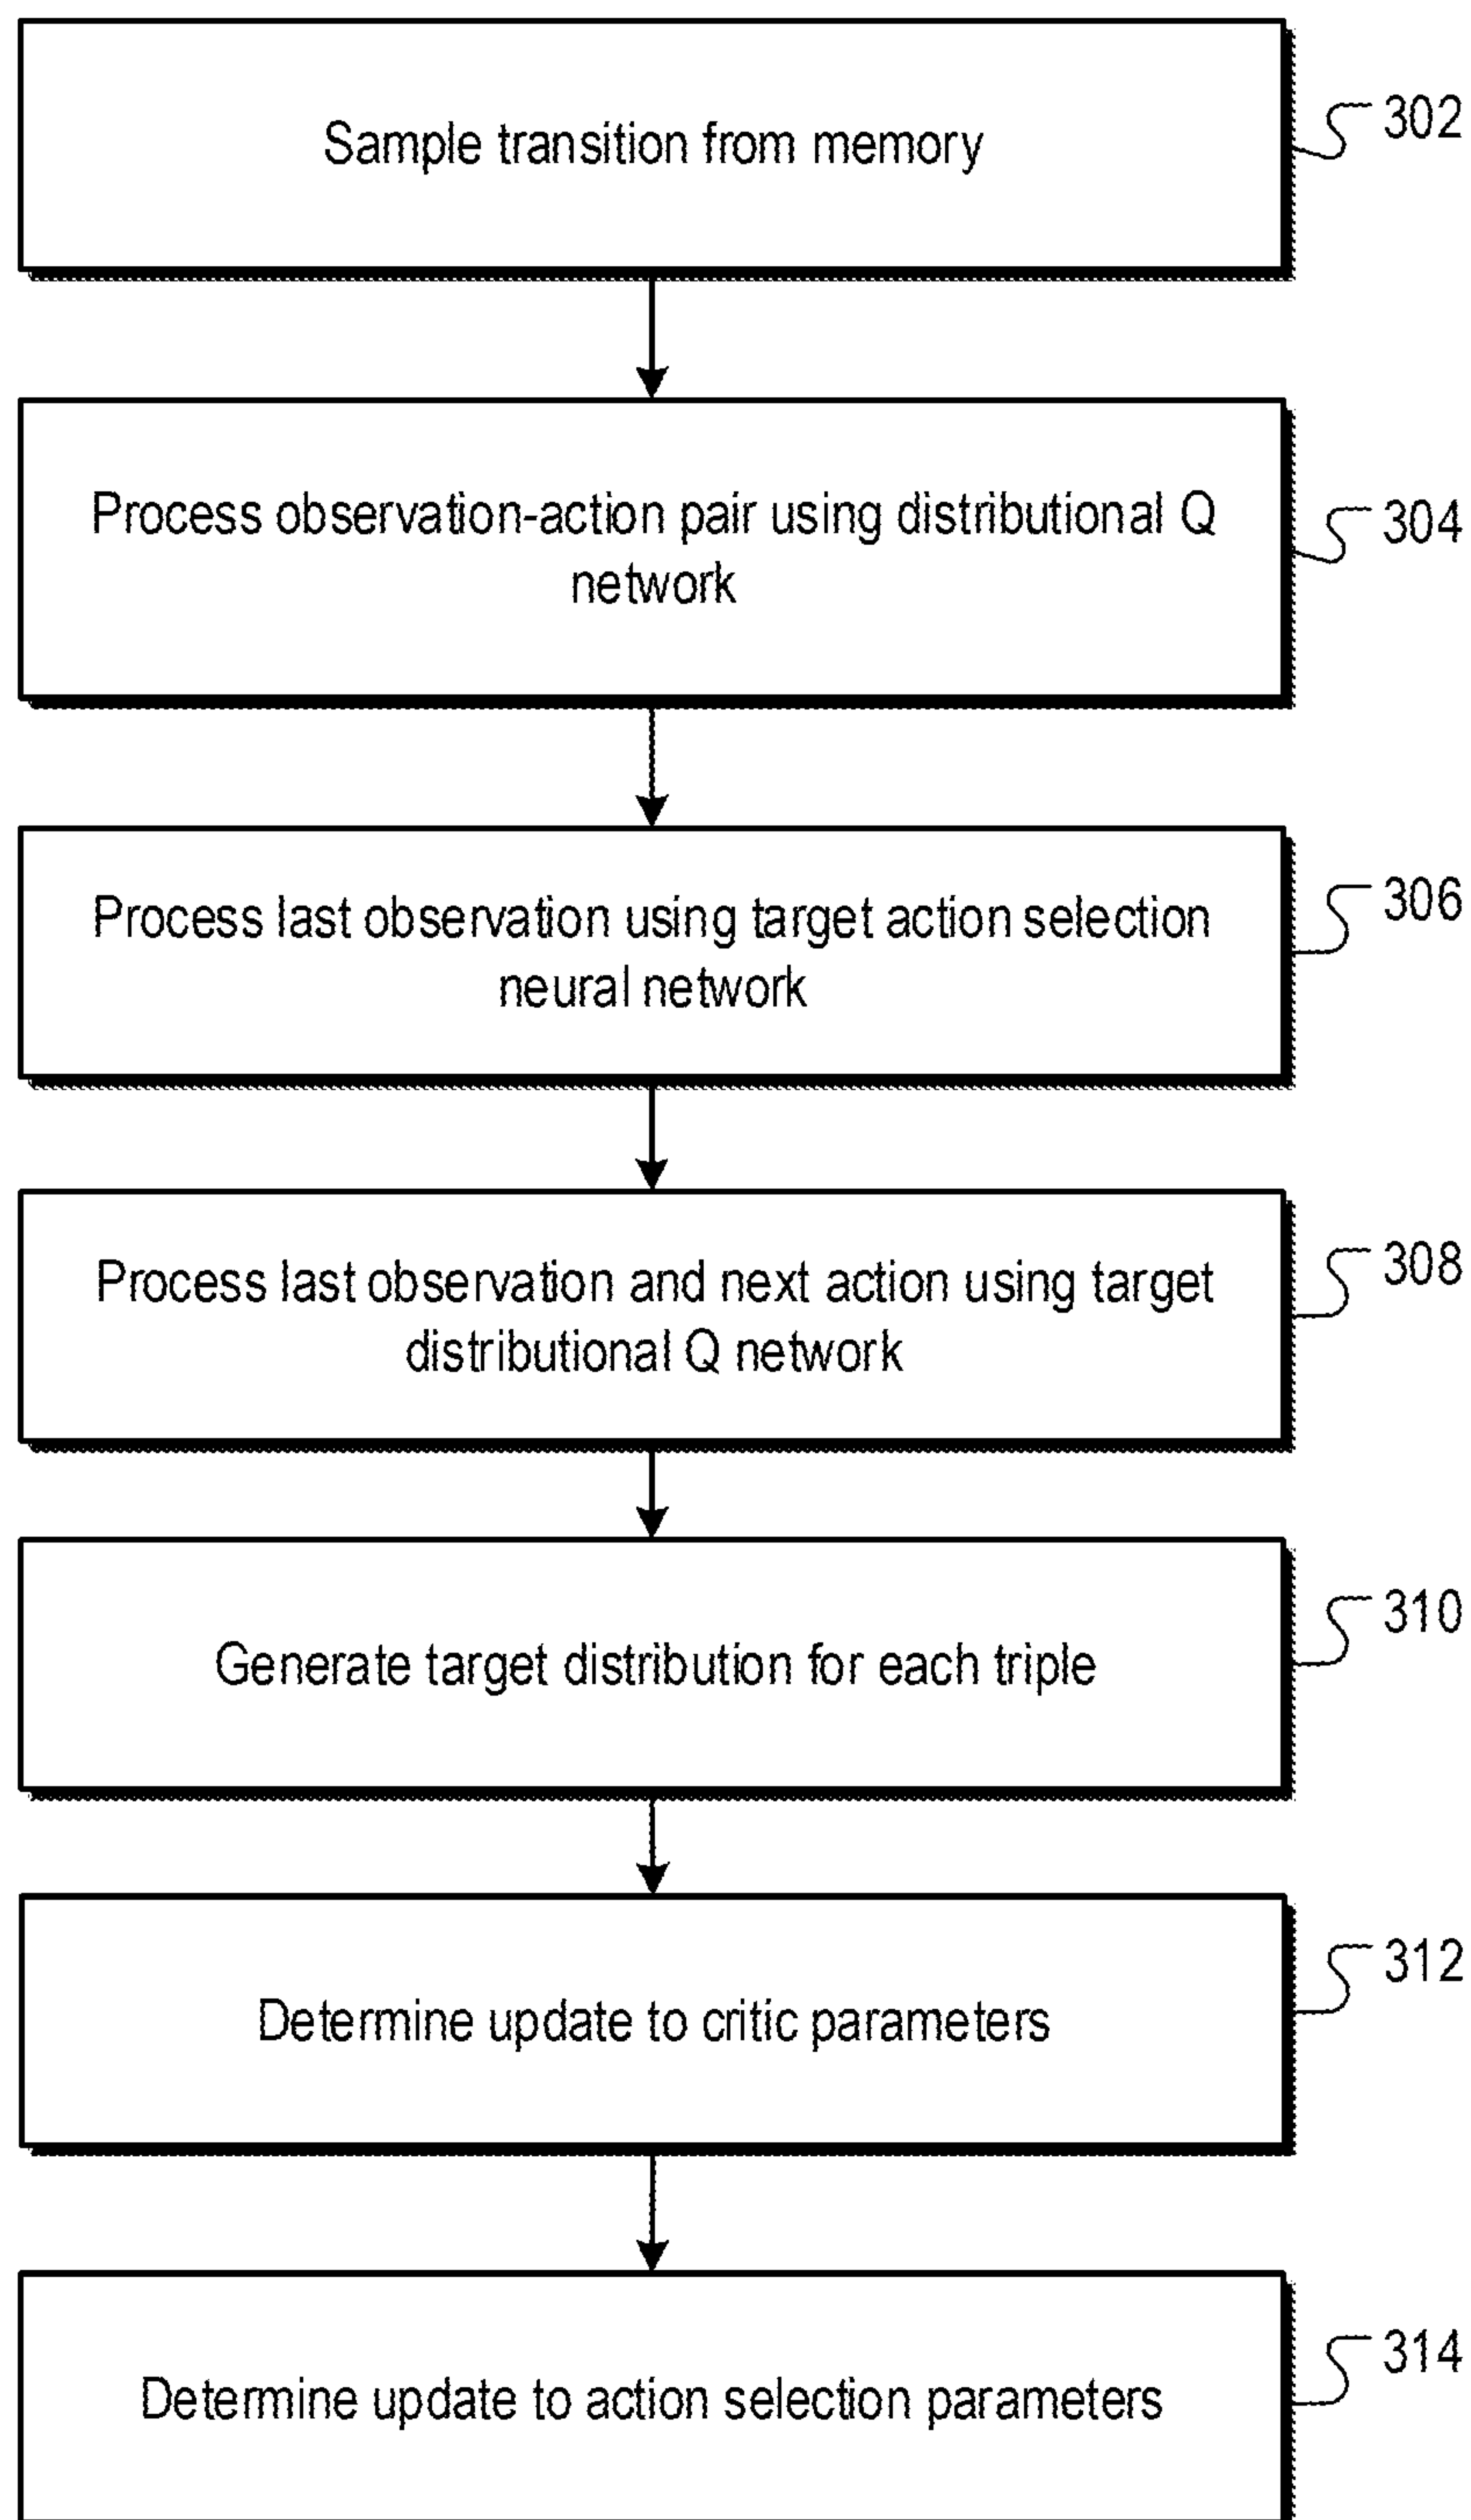 Sample transition from memory
302
Process observation-action pair using distributional Q
network
304
Process last observation using target action selection
neural network
306
Process last observation and next action using target
distributional Q network
308
Generate target distribution for each triple
310
Determine update to critic parameters
312
Determine update to action selection parameters
314